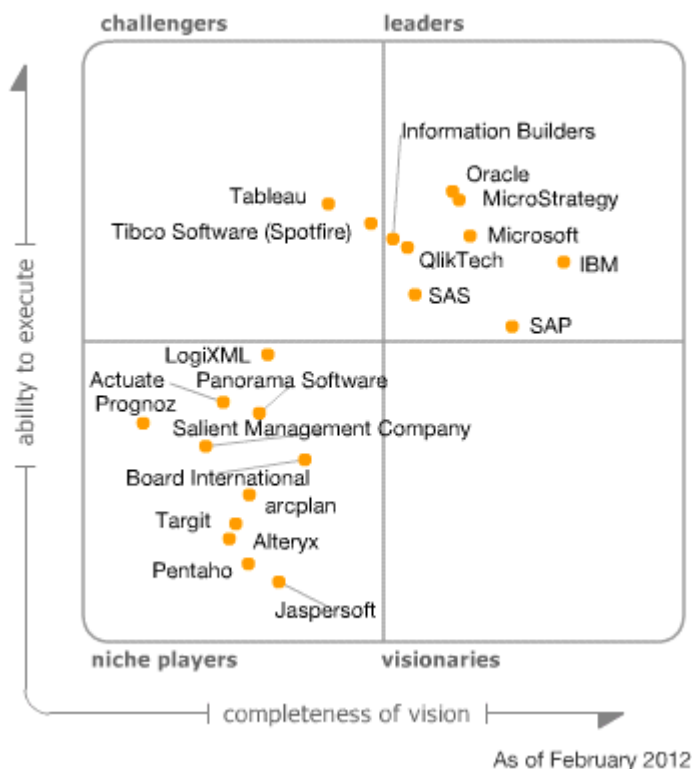 challengers
leaders
Information Builders
Oracle
Tableau
MicroStrategy
Tibco Software (Spotfire)
Microsoft
QlikTech
IBM
SAS
SAP
ability to execute
LogiXML
Actuate
Panorama Software
Prognoz
Salient Management Company
Board International
arcplan
Targit
Alteryx
Pentaho
Jaspersoft
niche players
visionaries
completeness of vision
As of February 2012